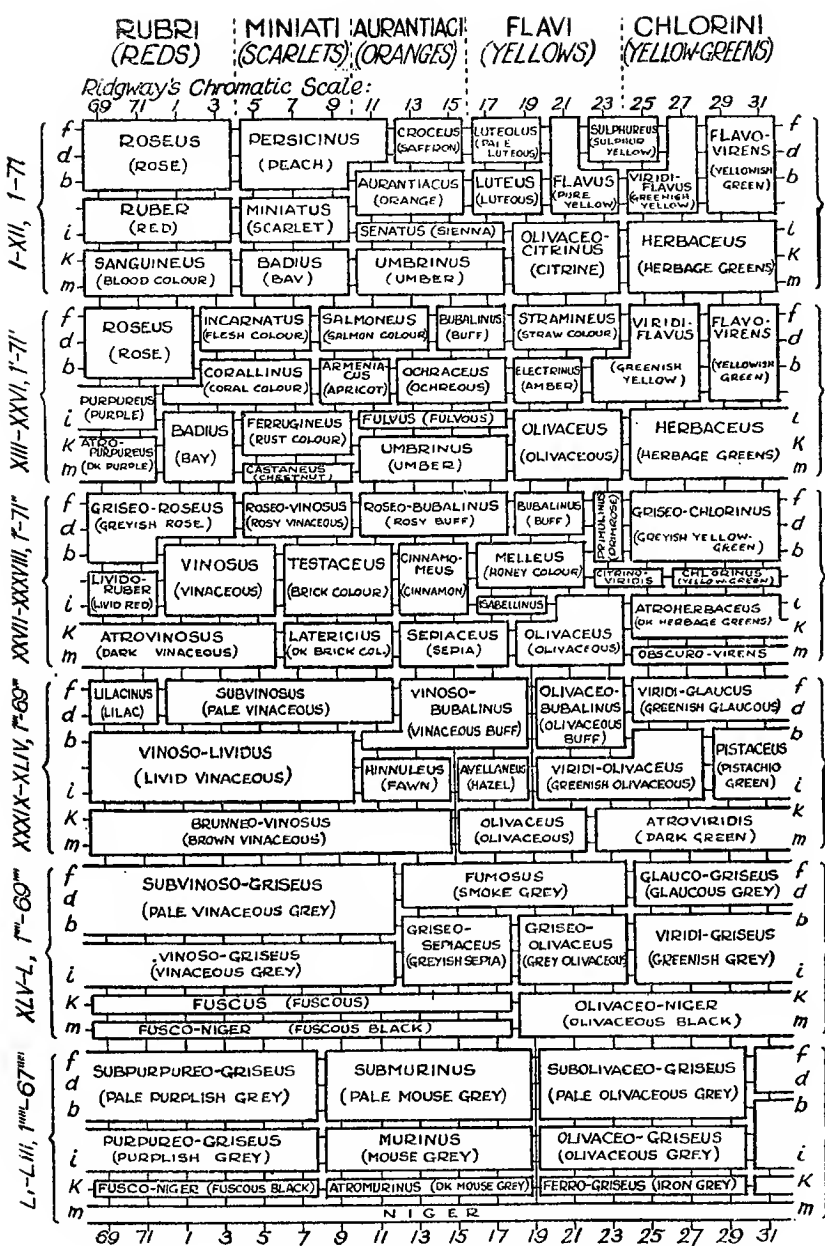 RUBRI MINIATI AURANTIACI FLAVI CHLORINI
(REDS) (SCARLETS) (ORANGES) (YELLOWS) (YELLOW-GREENS)
Ridgway's Chromatic Scale:
69 71 1 3 5 7 9 11 13 15 17 19 21 23 25 27 29 31
I-XII, 1-71
f d b i k m
ROSEUS
(ROSE)
PERSICINUS
(PEACH)
CROCEUS
(SAFFRON)
LUTEOLUS
(PALE
LUTEOUS)
SULPHUREUS
(SULPHUR
YELLOW)
FLAVO-
VIRENS
(YELLOWISH
GREEN)
AURANTIACUS
(ORANGE)
LUTEUS
(LUTEOUS)
FLAVUS
(PURE
YELLOW)
VIRIDI-
FLAVUS
(GREENISH
YELLOW)
RUBER
(RED)
MINIATUS
(SCARLET)
SENATUS (SIENNA)
OLIVACEO-
CITRINUS
(CITRINE)
HERBACEUS
(HERBAGE GREENS)
SANGUINEUS
(BLOOD COLOUR)
BADIUS
(BAY)
UMBRINUS
(UMBER)
f d b i k m
XIII-XXVI, 1'-71'
f d b i K m
ROSEUS
(ROSE)
INCARNATUS
(FLESH COLOUR)
SALMONEUS
(SALMON COLOUR)
BUBALINUS
(BUFF)
STRAMINEUS
(STRAW COLOUR)
VIRIDI-
FLAVUS
(GREENISH
YELLOW)
FLAVO-
VIRENS
(YELLOWISH
GREEN)
CORALLINUS
(CORAL COLOUR)
ARMENIA-
CUS
(APRICOT)
OCHRACEUS
(OCHREOUS)
ELECTRINUS
(AMBER)
PURPUREUS
(PURPLE)
BADIUS
(BAY)
FERRUGINEUS
(RUST COLOUR)
FULVUS (FULVOUS)
OLIVACEUS
(OLIVACEOUS)
HERBACEUS
(HERBAGE GREENS)
ATRO-
PURPUREUS
(DK PURPLE)
CASTANEUS
(CHESTNUT)
UMBRINUS
(UMBER)
f d b i K m
XXVII-XXXVIII, 1"-71"
f d b i K m
GRISEO-ROSEUS
(GREYISH ROSE)
ROSEO-VINOSUS
(ROSY VINACEOUS)
ROSEO-BUBALINUS
(ROSY BUFF)
BUBALINUS
(BUFF)
PRIMULINUS
(PRIMROSE)
GRISEO-CHLORINUS
(GREYISH YELLOW-
GREEN)
VINOSUS
(VINACEOUS)
TESTACEUS
(BRICK COLOUR)
CINNAMO-
MEUS
(CINNAMON)
MELLEUS
(HONEY COLOUR)
CITRINO-
VIRIDIS
CHLORINUS
(YELLOW-GREEN)
LIVIDO-
RUBER
(LIVID RED)
ISABELLINUS
ATROHERBACEUS
(DK HERBAGE GREENS)
ATROVINOSUS
(DARK VINACEOUS)
LATERICIUS
(DK BRICK COL.)
SEPIACEUS
(SEPIA)
OLIVACEUS
(OLIVACEOUS)
OBSCURO-VIRENS
f d b i K m
XXXIX-XLIV, 1'''-69'''
f d b i K m
LILACINUS
(LILAC)
SUBVINOSUS
(PALE VINACEOUS)
VINOSO-
BUBALINUS
(VINACEOUS BUFF)
OLIVACEO-
BUBALINUS
(OLIVACEOUS
BUFF)
VIRIDI-GLAUCUS
(GREENISH GLAUCOUS)
VINOSO-LIVIDUS
(LIVID VINACEOUS)
HINNULEUS
(FAWN)
AVELLANEUS
(HAZEL)
VIRIDI-OLIVACEUS
(GREENISH OLIVACEOUS)
PISTACEUS
(PISTACHIO
GREEN)
BRUNNEO-VINOSUS
(BROWN VINACEOUS)
OLIVACEUS
(OLIVACEOUS)
ATROVIRIDIS
(DARK GREEN)
f d b i K m
XLV-L, 1''''-69''''
f d b i K m
SUBVINOSO-GRISEUS
(PALE VINACEOUS GREY)
FUMOSUS
(SMOKE GREY)
GLAUCO-GRISEUS
(GLAUCOUS GREY)
GRISEO-
SEPIACEUS
(GREYISH SEPIA)
GRISEO-
OLIVACEUS
(GREY OLIVACEOUS)
VIRIDI-GRISEUS
(GREENISH GREY)
VINOSO-GRISEUS
(VINACEOUS GREY)
FUSCUS (FUSCOUS)
OLIVACEO-NIGER
(OLIVACEOUS BLACK)
FUSCO-NIGER (FUSCOUS BLACK)
f d b i K m
LI-LIII, 1'''''-67'''''
f d b i K m
SUBPURPUREO-GRISEUS
(PALE PURPLISH GREY)
SUBMURINUS
(PALE MOUSE GREY)
SUBOLIVACEO-GRISEUS
(PALE OLIVACEOUS GREY)
PURPUREO-GRISEUS
(PURPLISH GREY)
MURINUS
(MOUSE GREY)
OLIVACEO-GRISEUS
(OLIVACEOUS GREY)
FUSCO-NIGER (FUSCOUS BLACK)
ATROMURINUS (DK MOUSE GREY)
FERRO-GRISEUS (IRON GREY)
NIGER
f d b i K m
69 71 1 3 5 7 9 11 13 15 17 19 21 23 25 27 29 31